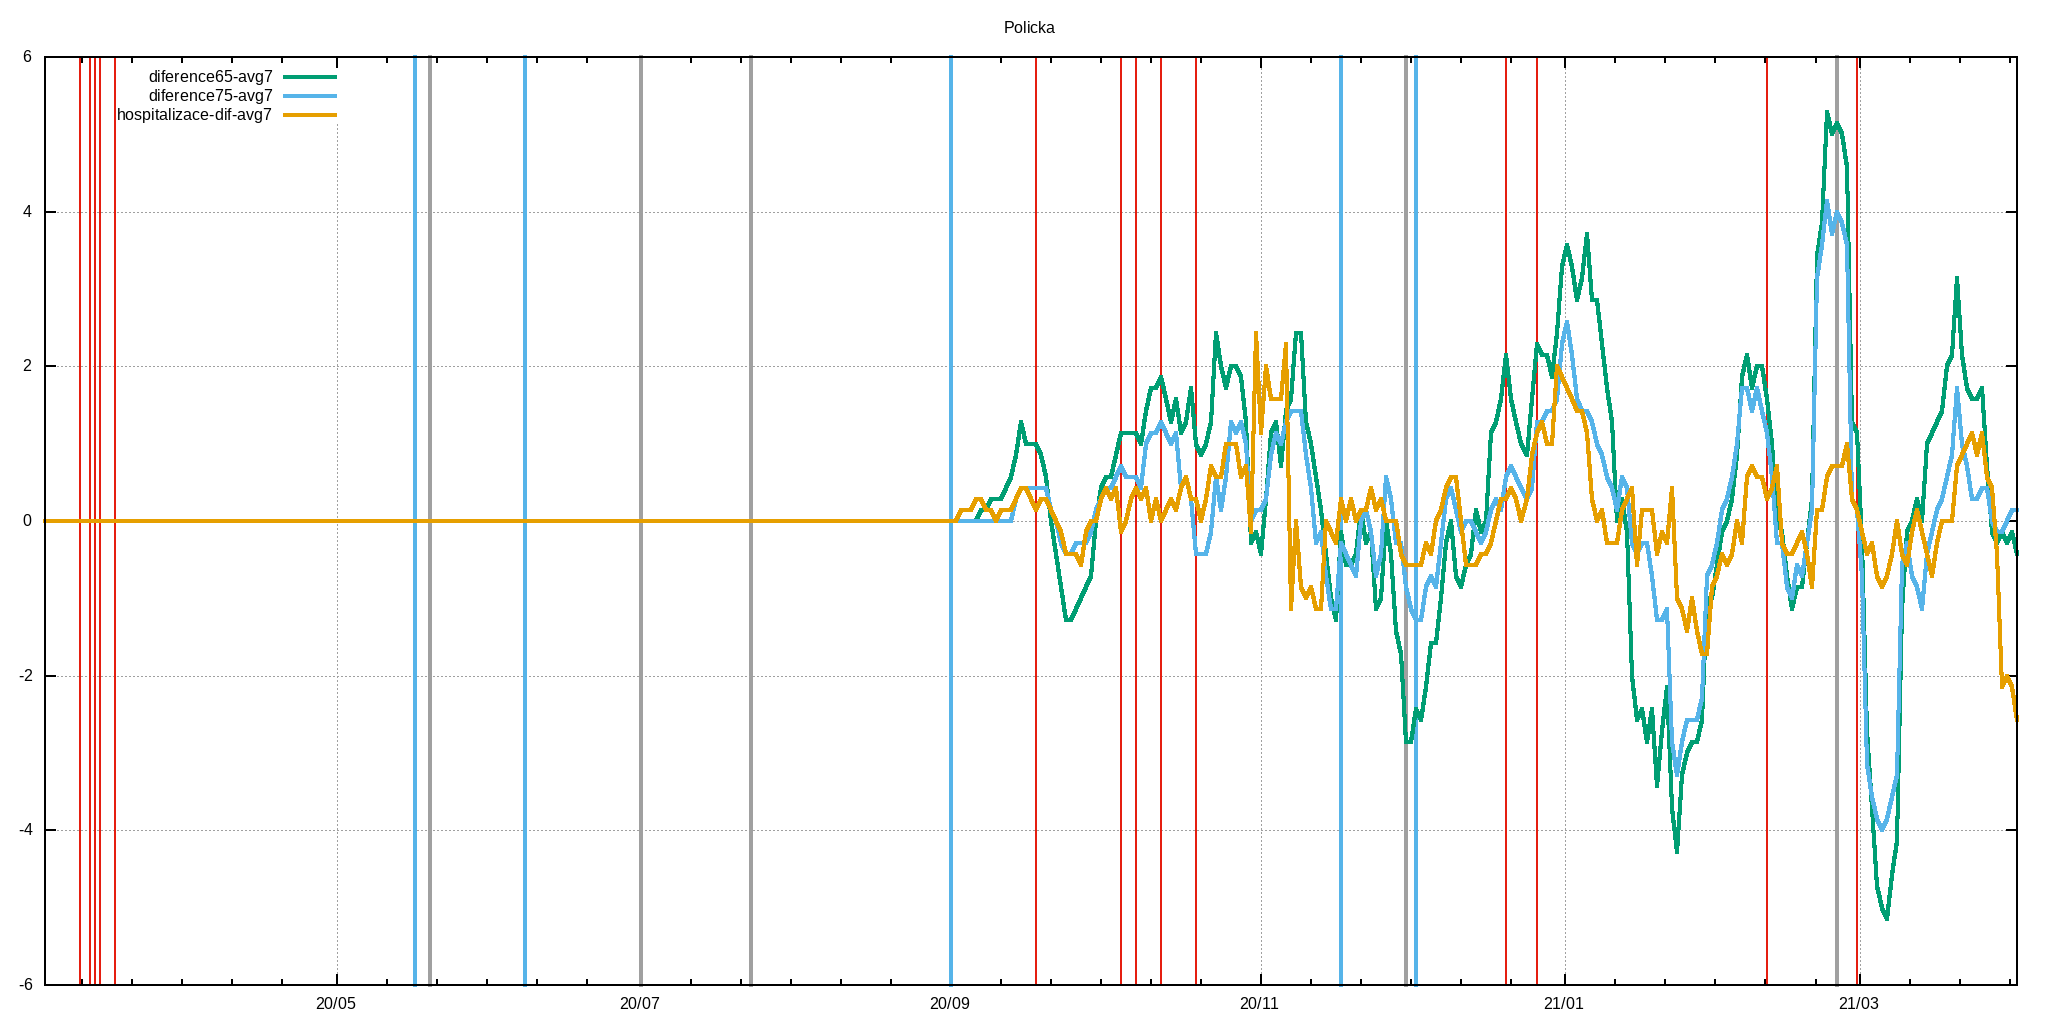 Policka
6
diference65-avg7
diference75-avg7
hospitalizace-dif-avg7
4
2
0
-2
-4
-6
20/05 20/07 20/09 20/11 21/01 21/03